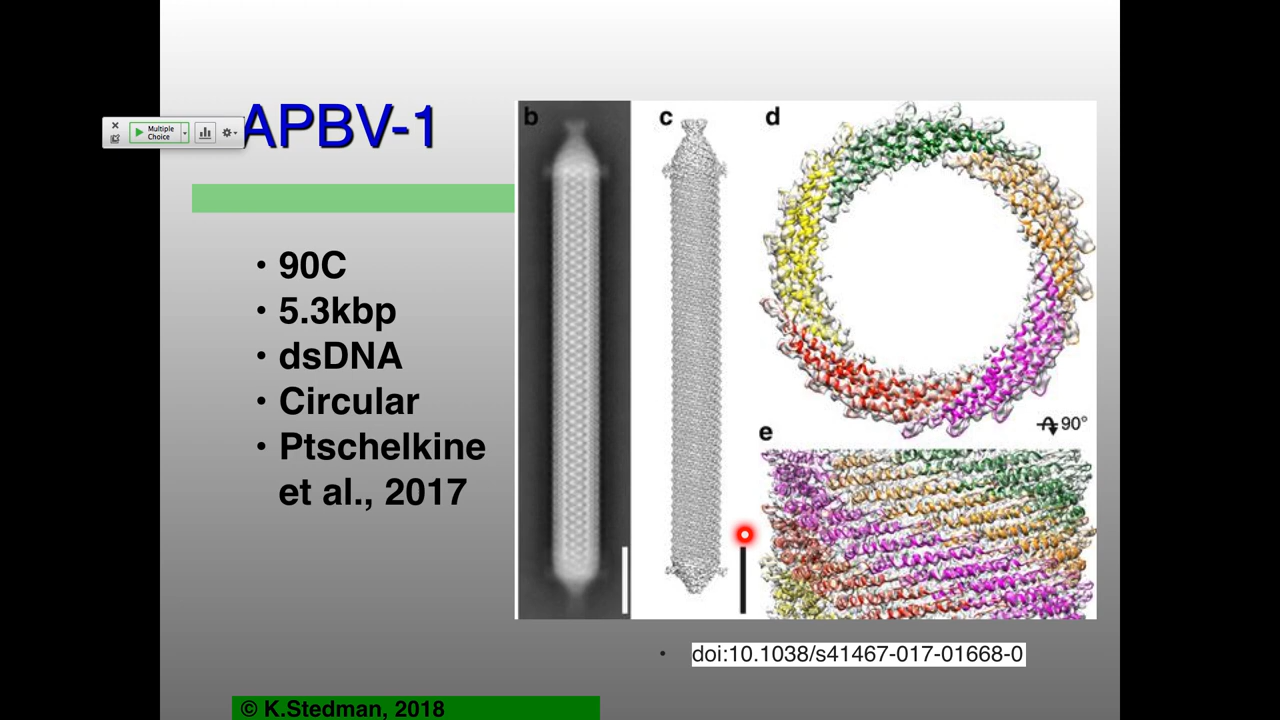 APBV-1
Multiple
Choice
• 90C
• 5.3kbp
• dsDNA
• Circular
• Ptschelkine
et al., 2017
b
c
d
e
90°
• doi:10.1038/s41467-017-01668-0
© K.Stedman, 2018